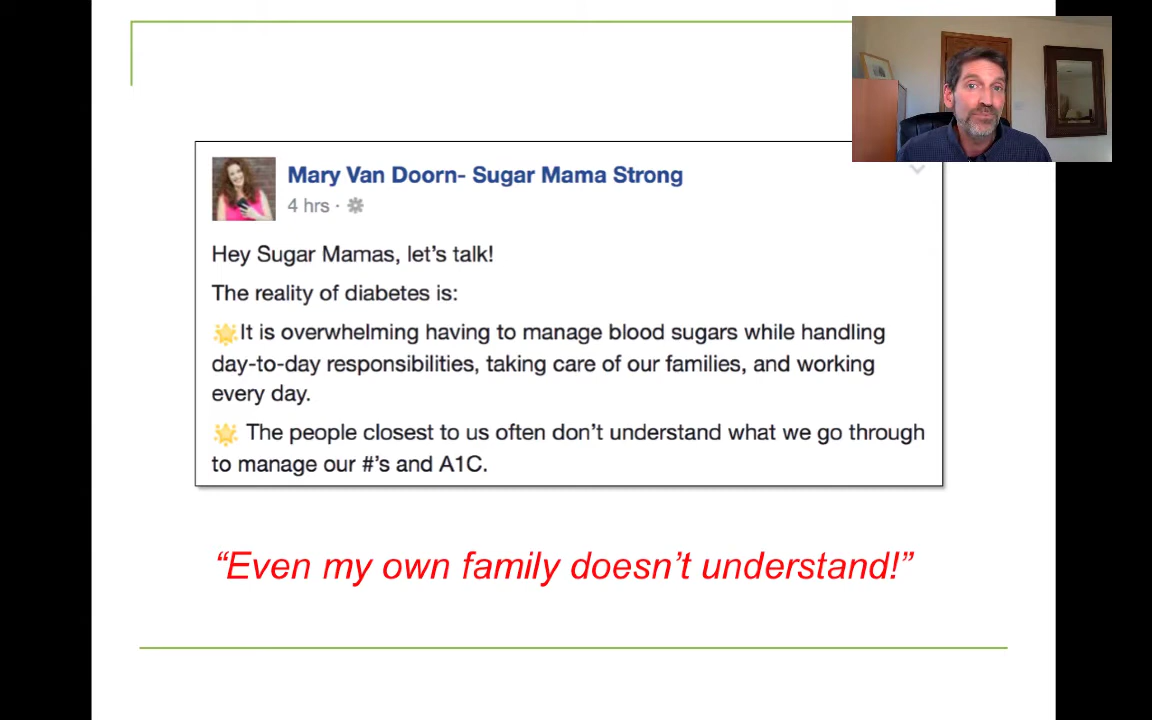 Mary Van Doorn- Sugar Mama Strong
4 hrs ·
Hey Sugar Mamas, let's talk!
The reality of diabetes is:
🌟It is overwhelming having to manage blood sugars while handling
day-to-day responsibilities, taking care of our families, and working
every day.
🌟 The people closest to us often don't understand what we go through
to manage our #'s and A1C.
“Even my own family doesn't understand!”